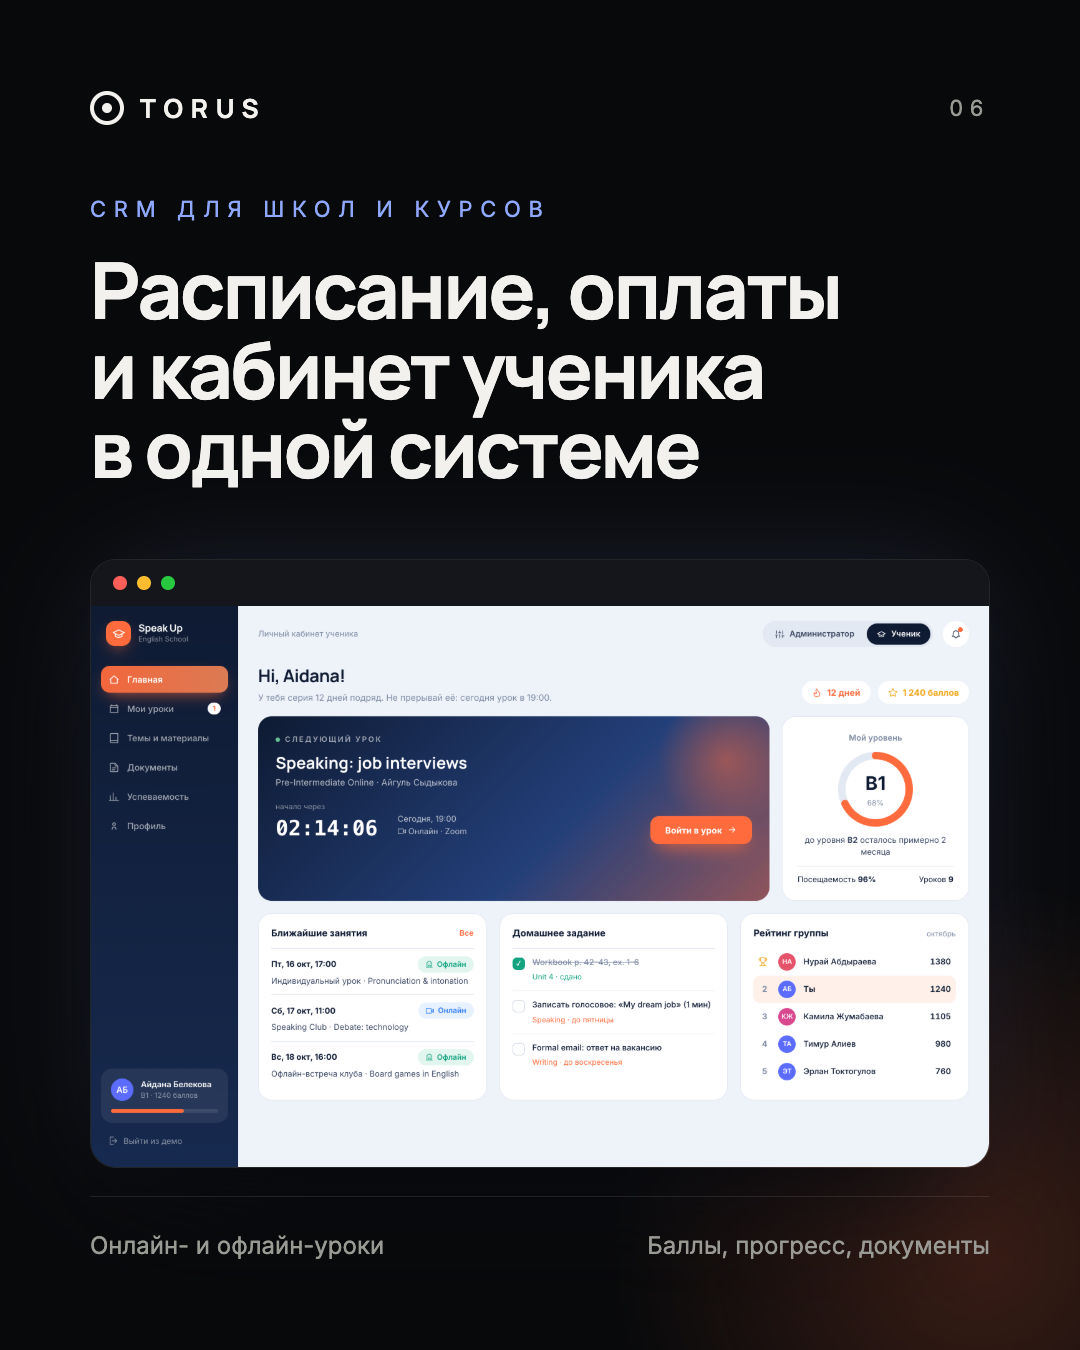 TORUS
06
CRM ДЛЯ ШКОЛ И КУРСОВ
Расписание, оплаты
и кабинет ученика
в одной системе
Speak Up
English School
Главная
Мои уроки
1
Темы и материалы
Документы
Успеваемость
Профиль
АБ
Айдана Белекова
B1 · 1240 баллов
Выйти из демо
Личный кабинет ученика
Администратор
Ученик
Hi, Aidana!
У тебя серия 12 дней подряд. Не прерывай её: сегодня урок в 19:00.
12 дней
1 240 баллов
СЛЕДУЮЩИЙ УРОК
Speaking: job interviews
Pre-Intermediate Online · Айгуль Сыдыкова
начало через
02:14:06
Сегодня, 19:00
Онлайн · Zoom
Войти в урок →
Мой уровень
B1
68%
до уровня B2 осталось примерно 2
месяца
Посещаемость 96%
Уроков 9
Ближайшие занятия
Все
Пт, 16 окт, 17:00
Офлайн
Индивидуальный урок · Pronunciation & intonation
Сб, 17 окт, 11:00
Онлайн
Speaking Club · Debate: technology
Вс, 18 окт, 16:00
Офлайн
Офлайн-встреча клуба · Board games in English
Домашнее задание
Workbook p. 42–43, ex. 1–6
Unit 4 · сдано
Записать голосовое: «My dream job» (1 мин)
Speaking · до пятницы
Formal email: ответ на вакансию
Writing · до воскресенья
Рейтинг группы
октябрь
НА Нурай Абдыраева 1380
2 АБ Ты 1240
3 КЖ Камила Жумабаева 1105
4 ТА Тимур Алиев 980
5 ЭТ Эрлан Токтогулов 760
Онлайн- и офлайн-уроки
Баллы, прогресс, документы